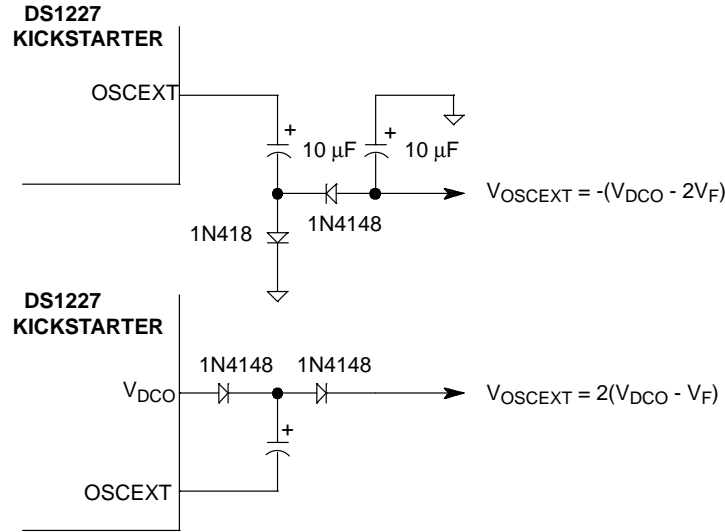 DS1227
KICKSTARTER
OSCEXT
+
10 µF
+
10 µF
V_DCO
V_OSCEXT = -(V_DCO - 2V_F)
1N418
1N4148
DS1227
KICKSTARTER
1N4148
1N4148
V_DCO
V_OSCEXT = 2(V_DCO - V_F)
+
OSCEXT